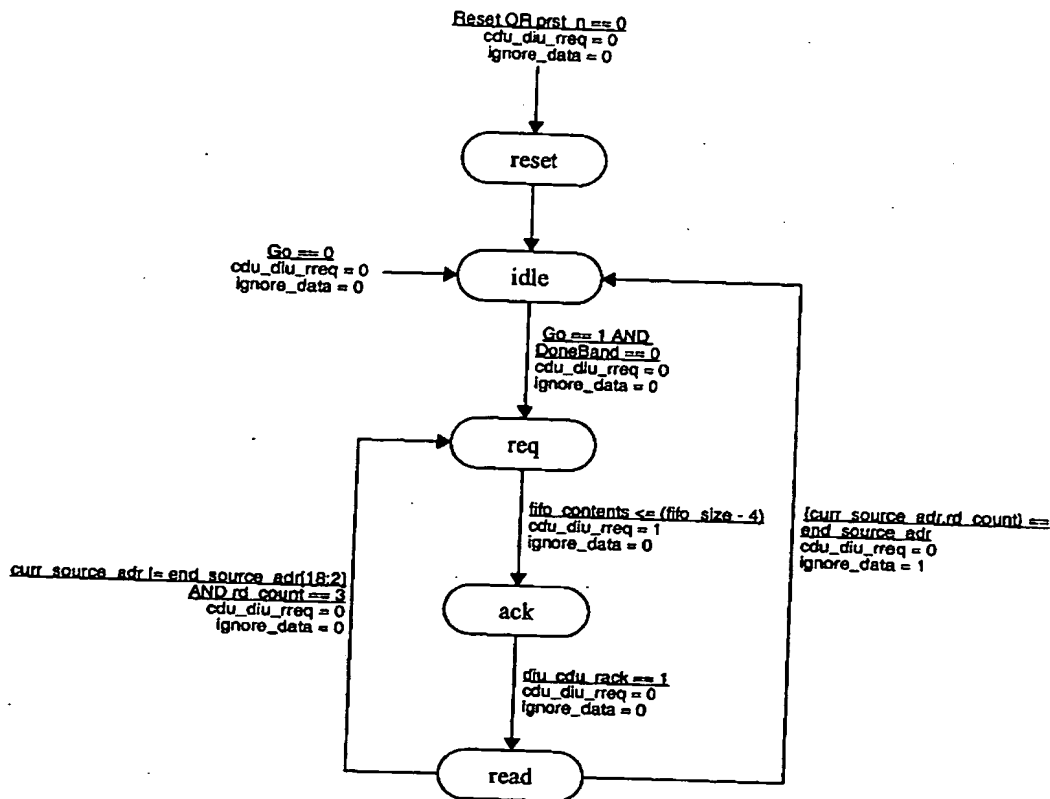 Reset OR prst_n == 0
cdu_diu_rreq = 0
ignore_data = 0
reset
Go == 0
cdu_diu_rreq = 0
ignore_data = 0
idle
Go == 1 AND
DoneBand == 0
cdu_diu_rreq = 0
ignore_data = 0
req
fifo_contents <= (fifo_size - 4)
cdu_diu_rreq = 1
ignore_data = 0
{curr_source_adr,rd_count} ==
end_source_adr
cdu_diu_rreq = 0
ignore_data = 1
curr_source_adr != end_source_adr[18:2]
AND rd_count == 3
cdu_diu_rreq = 0
ignore_data = 0
ack
diu_cdu_rack == 1
cdu_diu_rreq = 0
ignore_data = 0
read